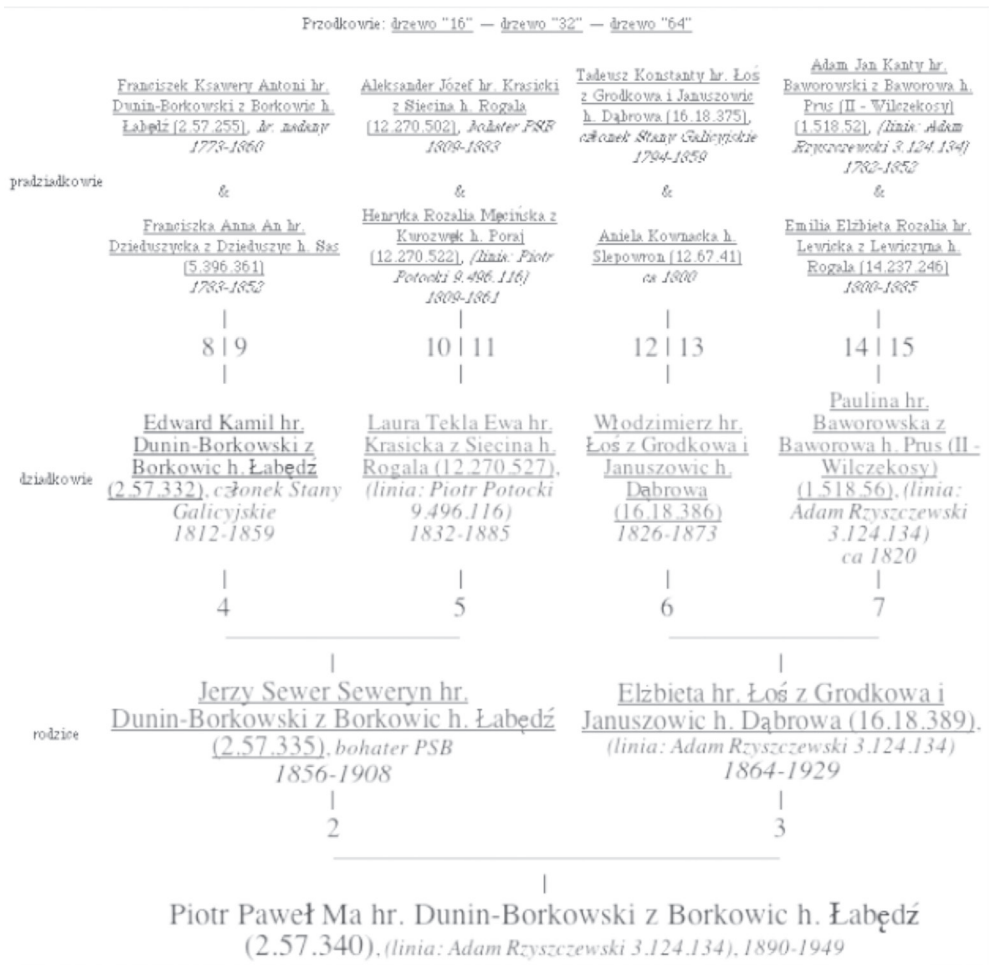 Przodkowie: drzewo "16" — drzewo "32" — drzewo "64"
Franciszek Ksawery Antoni hr.
Dunin-Borkowski z Borkowic h.
Łabędź (2.57.255), hr. nadany
1773-1860
&
Franciszka Anna An hr.
Dzieduszycka z Dzieduszyc h. Sas
(5.396.361)
1783-1852
Aleksander Józef hr. Krasicki
z Siecina h. Rogala
(12.270.502), bohater PSB
1809-1883
&
Henryka Rozalia Męcińska z
Kurozwęk h. Poraj
(12.270.522), (linia: Piotr
Potocki 9.496.116)
1809-1861
Tadeusz Konstanty hr. Łoś
z Grodkowa i Januszowic
h. Dąbrowa (16.18.375),
członek Stany Galicyjskie
1794-1859
&
Aniela Kownacka h.
Slepowron (12.67.41)
ca 1800
Adam Jan Kanty hr.
Baworowski z Baworowa h.
Prus (II - Wilczekosy)
(1.518.52), (linia: Adam
Rzyszczewski 3.124.134)
1782-1852
&
Emilia Elżbieta Rozalia hr.
Lewicka z Lewiczyna h.
Rogala (14.237.246)
1800-1885
pradziadkowie
8 | 9
10 | 11
12 | 13
14 | 15
dziadkowie
Edward Kamil hr.
Dunin-Borkowski z
Borkowic h. Łabędź
(2.57.332), członek Stany
Galicyjskie
1812-1859
Laura Tekla Ewa hr.
Krasicka z Siecina h.
Rogala (12.270.527),
(linia: Piotr Potocki
9.496.116)
1832-1885
Włodzimierz hr.
Łoś z Grodkowa i
Januszowic h.
Dąbrowa
(16.18.386)
1826-1873
Paulina hr.
Baworowska z
Baworowa h. Prus (II -
Wilczekosy)
(1.518.56), (linia:
Adam Rzyszczewski
3.124.134)
ca 1820
4
5
6
7
rodzice
Jerzy Sewer Seweryn hr.
Dunin-Borkowski z Borkowic h. Łabędź
(2.57.335), bohater PSB
1856-1908
Elżbieta hr. Łoś z Grodkowa i
Januszowic h. Dąbrowa (16.18.389),
(linia: Adam Rzyszczewski 3.124.134)
1864-1929
2
3
Piotr Paweł Ma hr. Dunin-Borkowski z Borkowic h. Łabędź
(2.57.340), (linia: Adam Rzyszczewski 3.124.134), 1890-1949